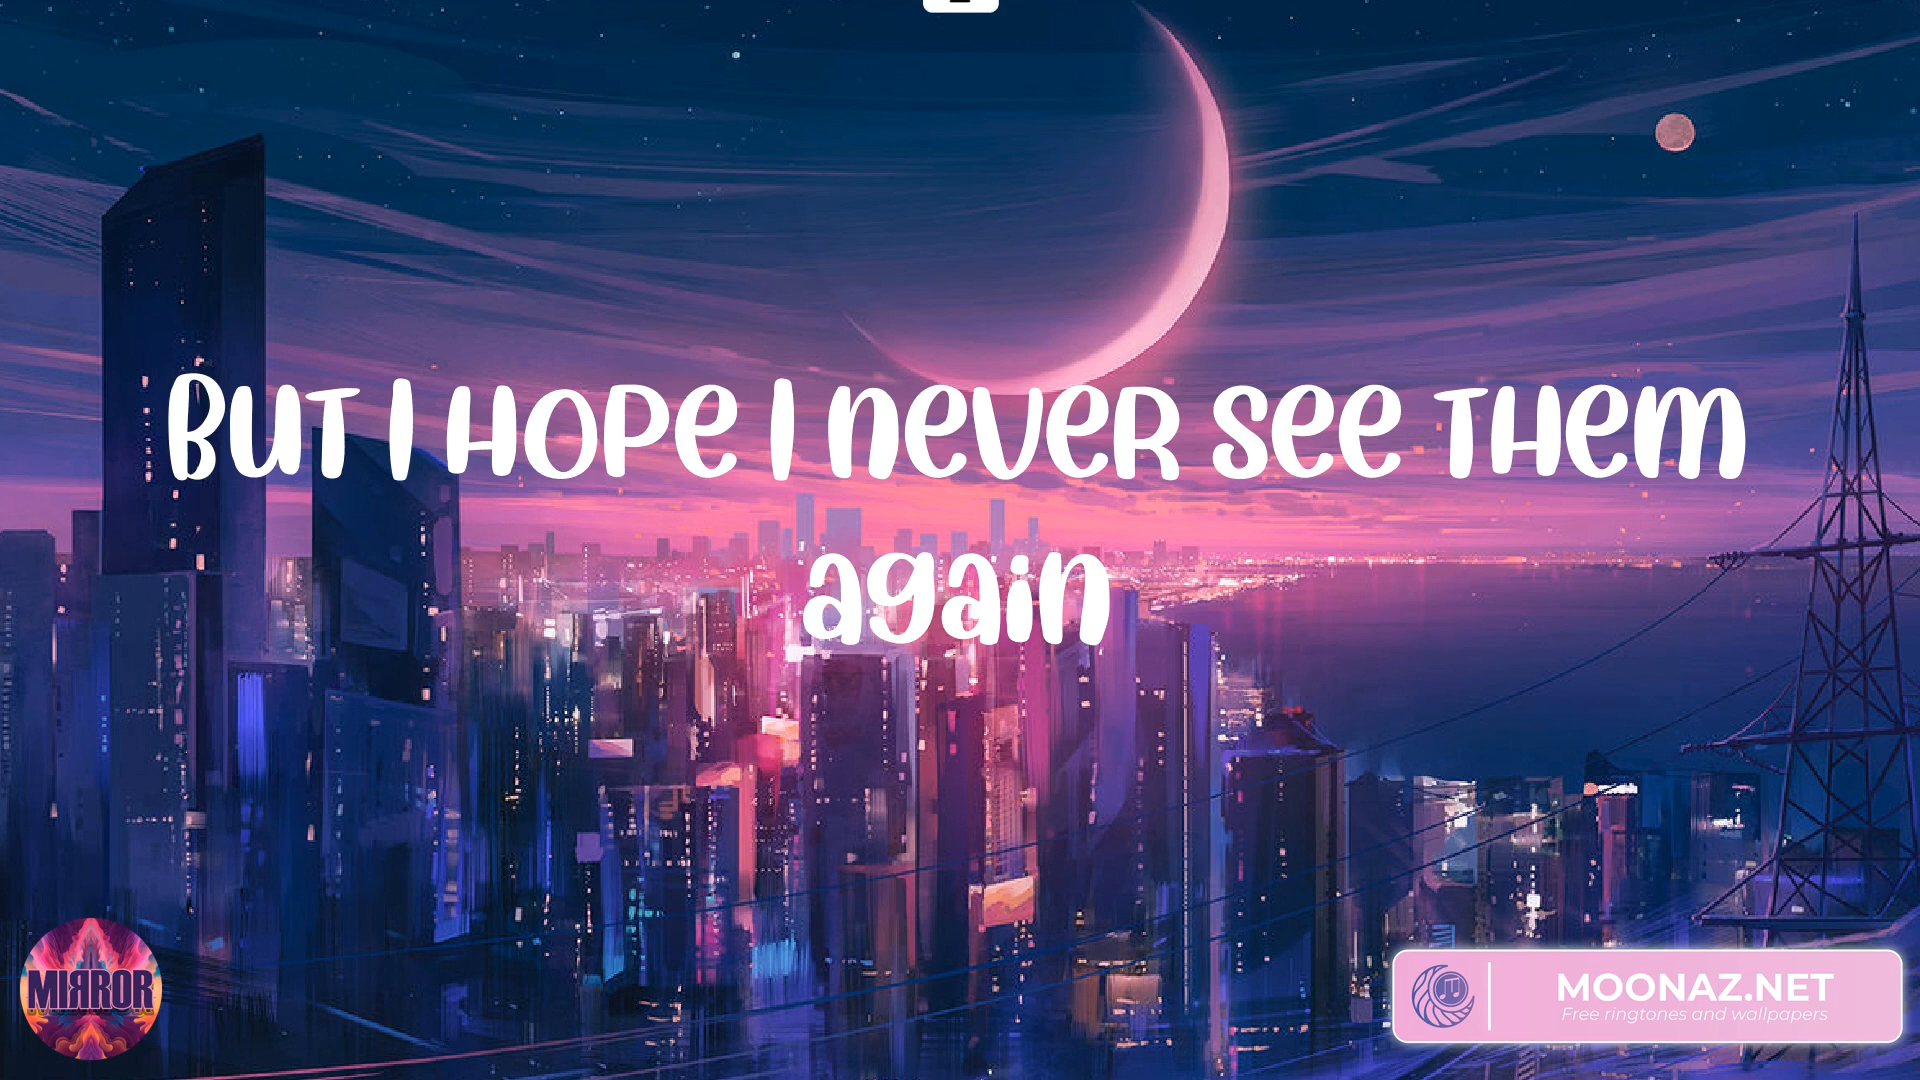 BUT I HOPE I never see them
again
MIRROR
MOONAZ.NET
Free ringtones and wallpapers